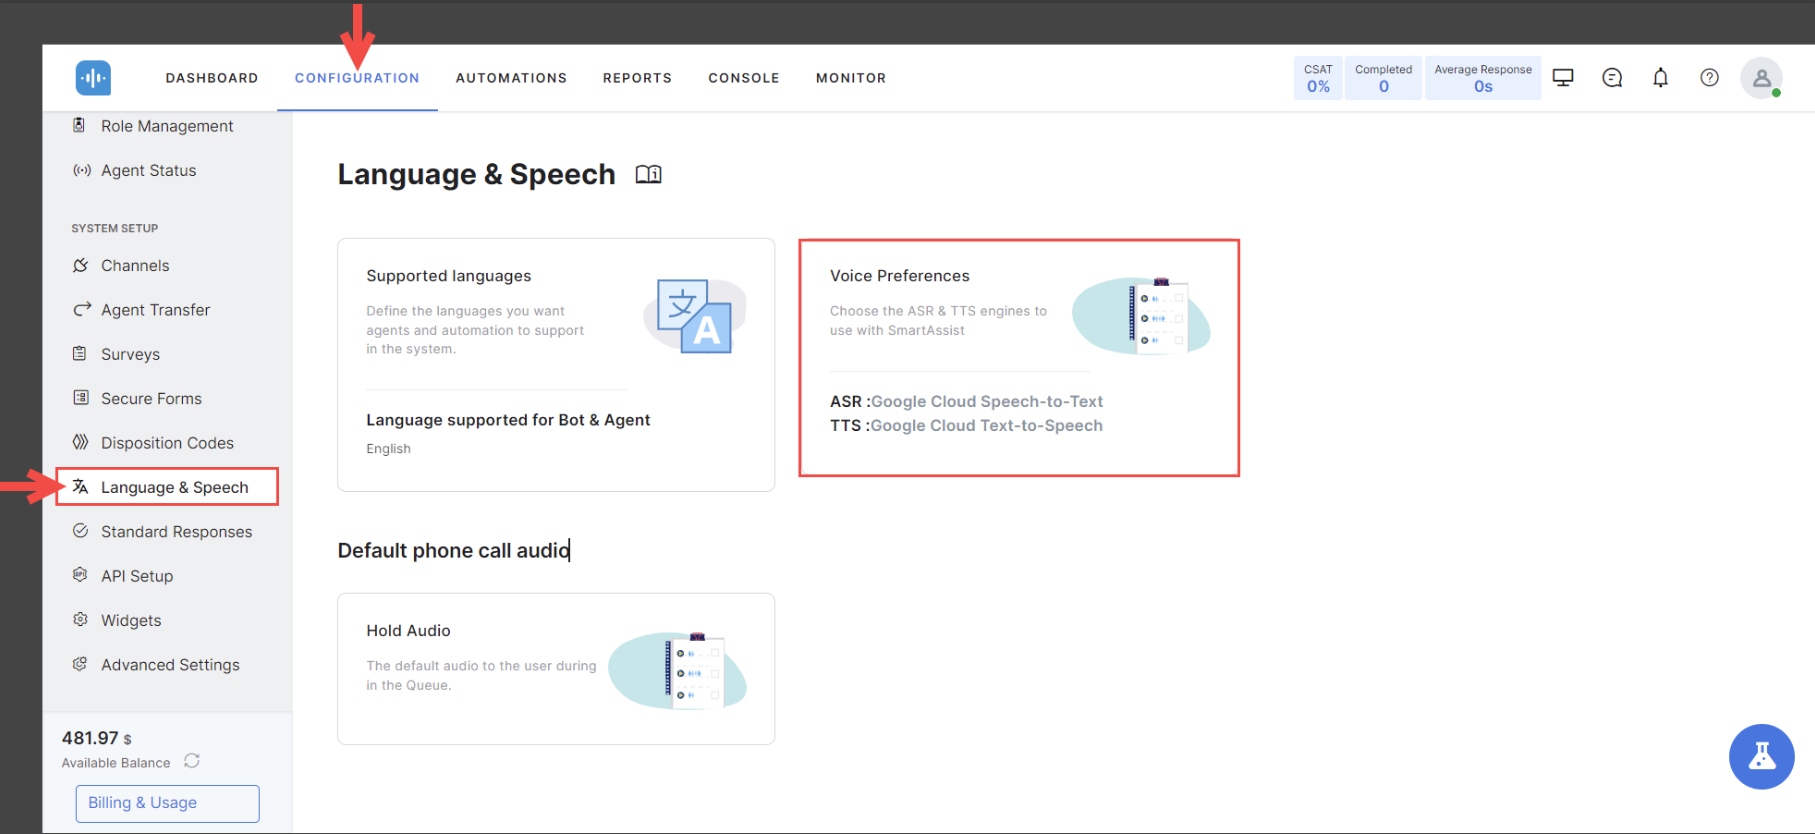 DASHBOARD CONFIGURATION AUTOMATIONS REPORTS CONSOLE MONITOR
CSAT
0%
Completed
0
Average Response
0s
Role Management
Agent Status
SYSTEM SETUP
Channels
Agent Transfer
Surveys
Secure Forms
Disposition Codes
Language & Speech
Standard Responses
API Setup
Widgets
Advanced Settings
481.97 $
Available Balance
Billing & Usage
Language & Speech
Supported languages
Define the languages you want
agents and automation to support
in the system.
文 A
Language supported for Bot & Agent
English
Voice Preferences
Choose the ASR & TTS engines to
use with SmartAssist
ASR :Google Cloud Speech-to-Text
TTS :Google Cloud Text-to-Speech
Default phone call audio
Hold Audio
The default audio to the user during
in the Queue.